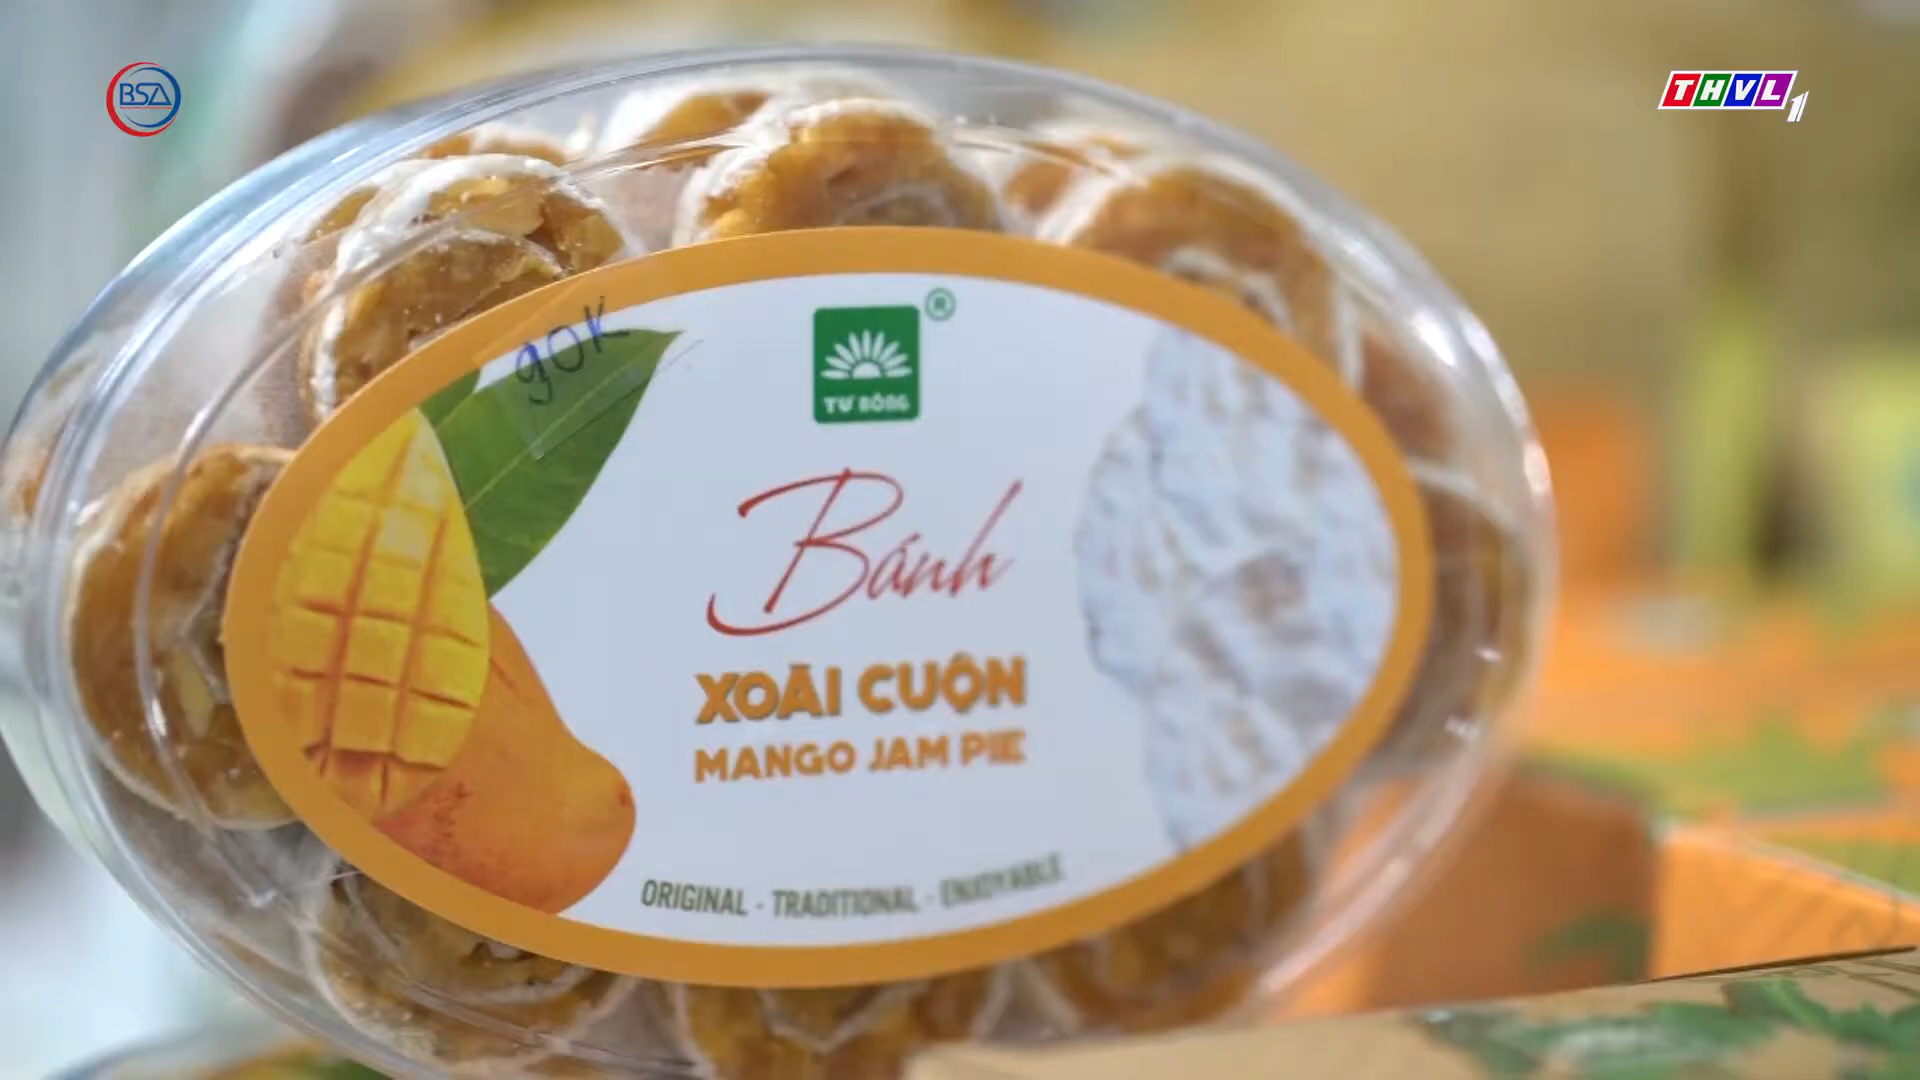 BSA
THVL1
90K
®
TƯ BÔNG
Bánh
XOÀI CUỘN
MANGO JAM PIE
ORIGINAL - TRADITIONAL - ENJOYABLE